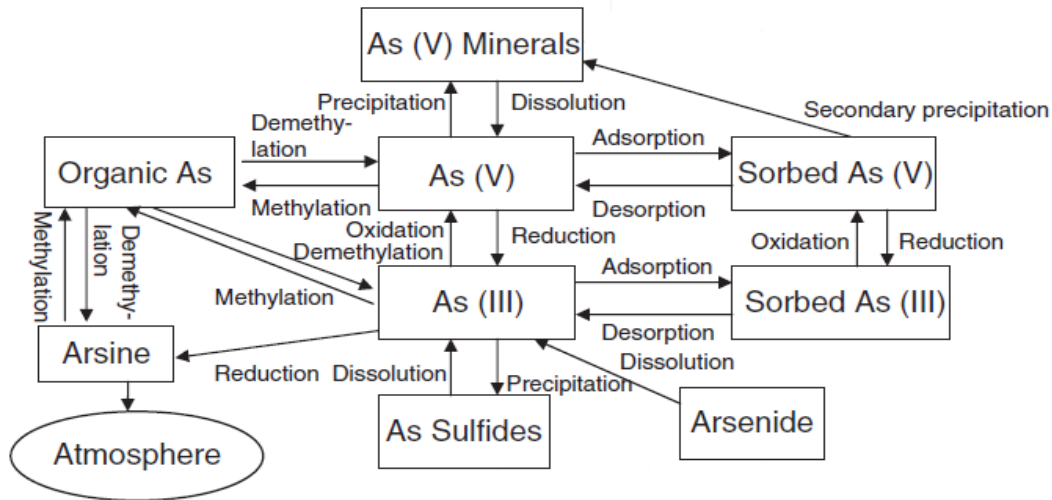 As (V) Minerals
Precipitation
Dissolution
Secondary precipitation
Demethy-
lation
Adsorption
Organic As
As (V)
Sorbed As (V)
Methylation
Desorption
Oxidation
Reduction
Oxidation
Reduction
Methylation
Demethy-
lation
Demethylation
Adsorption
Methylation
As (III)
Sorbed As (III)
Desorption
Arsine
Reduction
Dissolution
Precipitation
Dissolution
As Sulfides
Arsenide
Atmosphere